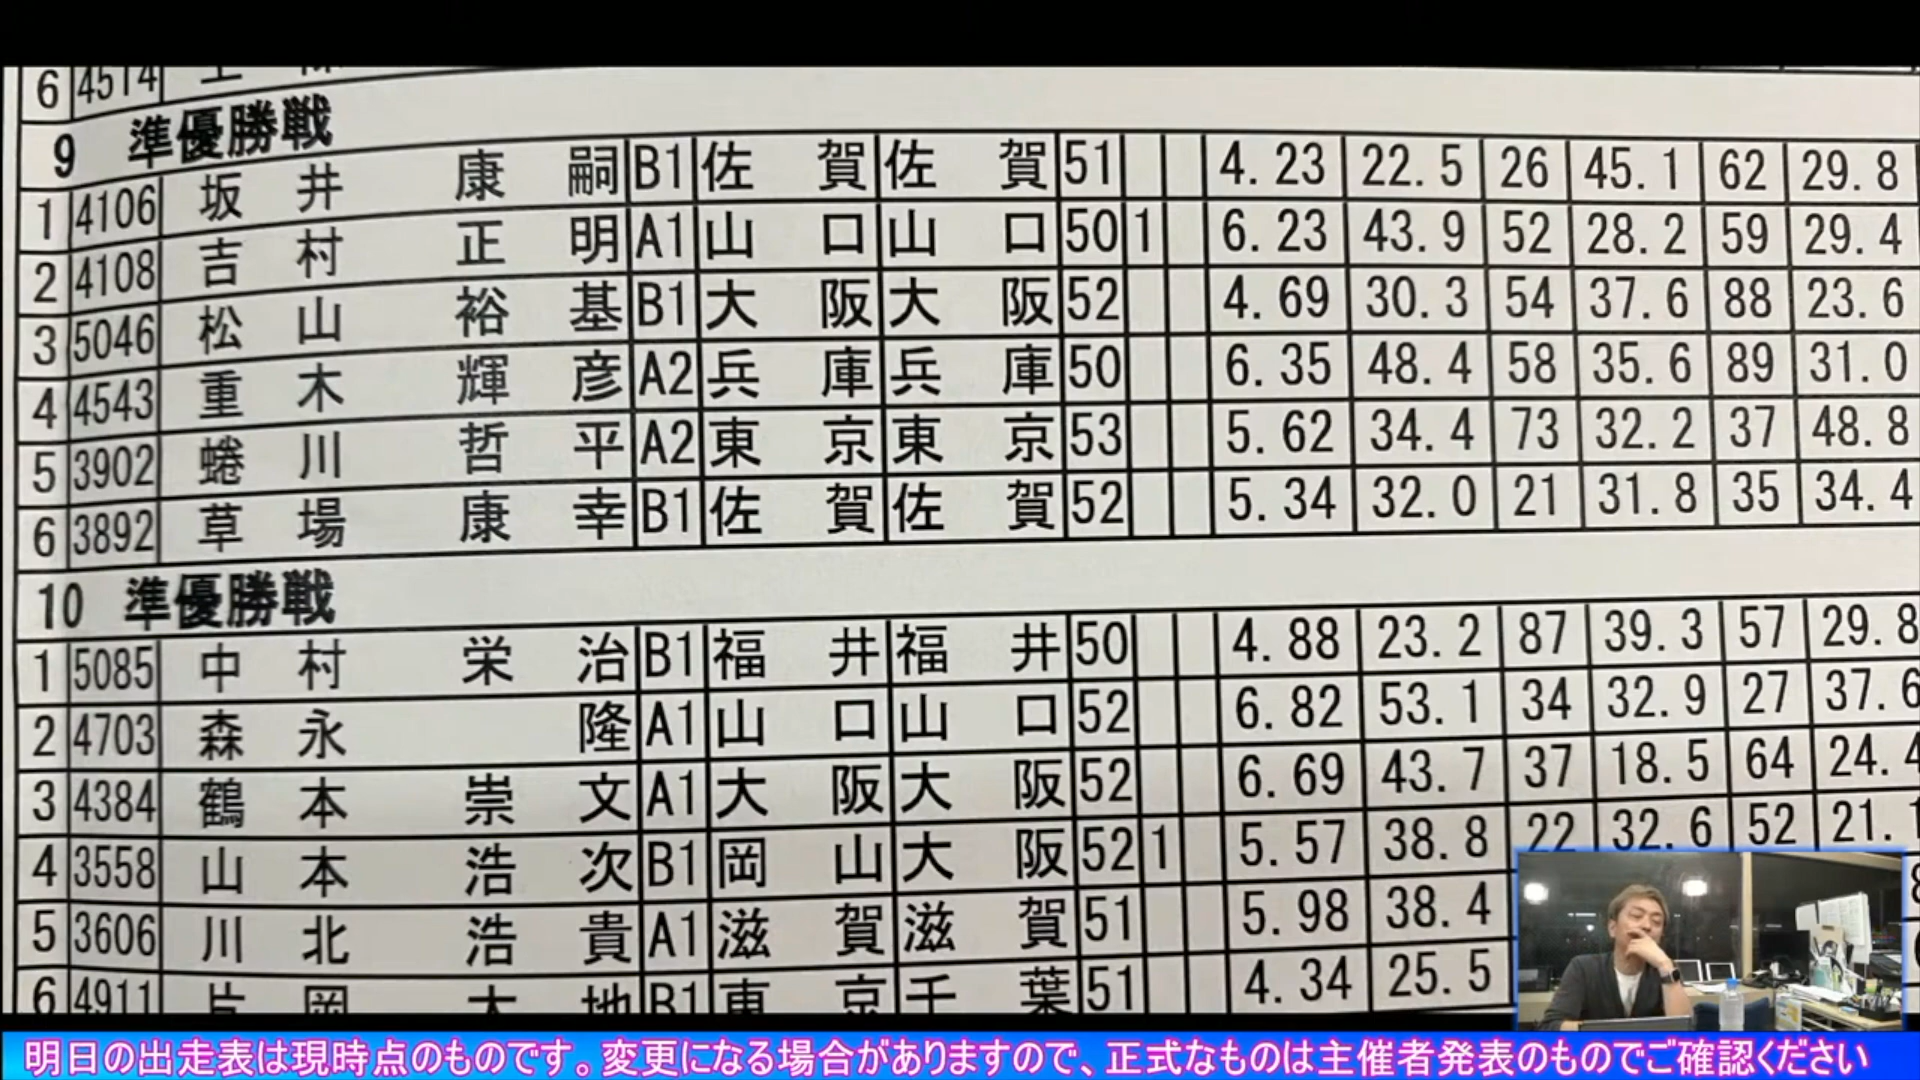 6 4514
9 準優勝戦
1 4106 坂井 康嗣 B1 佐賀 佐賀 51 4.23 22.5 26 45.1 62 29.8
2 4108 吉村 正明 A1 山口 山口 50 1 6.23 43.9 52 28.2 59 29.4
3 5046 松山 裕基 B1 大阪 大阪 52 4.69 30.3 54 37.6 88 23.6
4 4543 重木 輝彦 A2 兵庫 兵庫 50 6.35 48.4 58 35.6 89 31.0
5 3902 蜷川 哲平 A2 東京 東京 53 5.62 34.4 73 32.2 37 48.8
6 3892 草場 康幸 B1 佐賀 佐賀 52 5.34 32.0 21 31.8 35 34.4
10 準優勝戦
1 5085 中村 栄治 B1 福井 福井 50 4.88 23.2 87 39.3 57 29.8
2 4703 森永 隆 A1 山口 山口 52 6.82 53.1 34 32.9 27 37.6
3 4384 鶴本 崇文 A1 大阪 大阪 52 6.69 43.7 37 18.5 64 24.4
4 3558 山本 浩次 B1 岡山 大阪 52 1 5.57 38.8 22 32.6 52 21.1
5 3606 川北 浩貴 A1 滋賀 滋賀 51 5.98 38.4
6 4911 片岡 大地 B1 東京 千葉 51 4.34 25.5
明日の出走表は現時点のものです。変更になる場合がありますので、正式なものは主催者発表のものでご確認ください